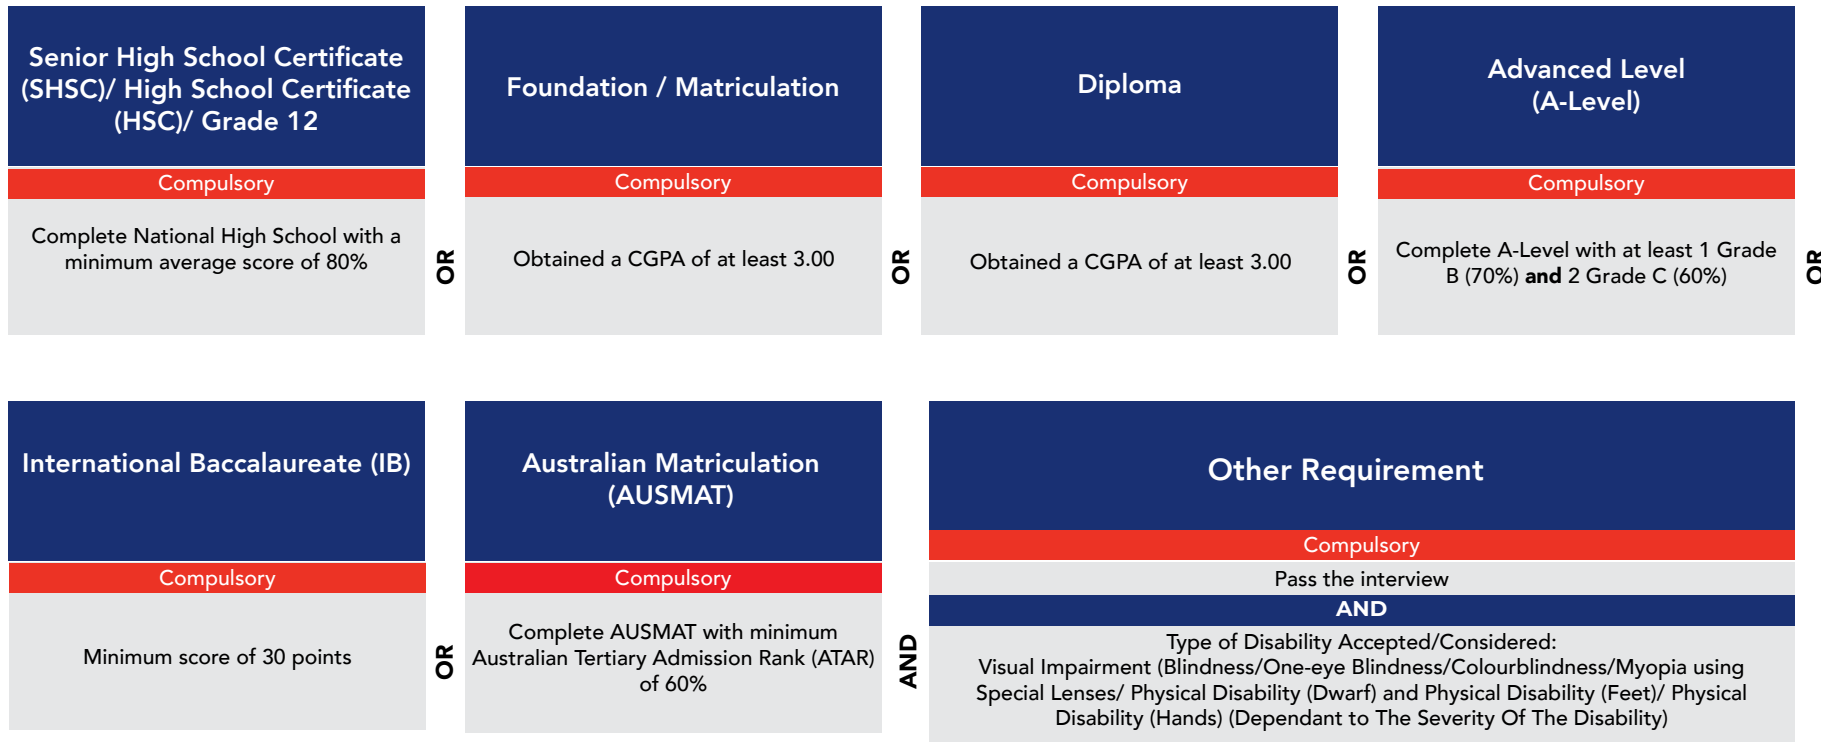 Senior High School Certificate
(SHSC)/ High School Certificate
(HSC)/ Grade 12
Compulsory
Complete National High School with a
minimum average score of 80%
OR
Foundation / Matriculation
Compulsory
Obtained a CGPA of at least 3.00
OR
Diploma
Compulsory
Obtained a CGPA of at least 3.00
OR
Advanced Level
(A-Level)
Compulsory
Complete A-Level with at least 1 Grade
B (70%) and 2 Grade C (60%)
OR
International Baccalaureate (IB)
Compulsory
Minimum score of 30 points
OR
Australian Matriculation
(AUSMAT)
Compulsory
Complete AUSMAT with minimum
Australian Tertiary Admission Rank (ATAR)
of 60%
AND
Other Requirement
Compulsory
Pass the interview
AND
Type of Disability Accepted/Considered:
Visual Impairment (Blindness/One-eye Blindness/Colourblindness/Myopia using
Special Lenses/ Physical Disability (Dwarf) and Physical Disability (Feet)/ Physical
Disability (Hands) (Dependant to The Severity Of The Disability)